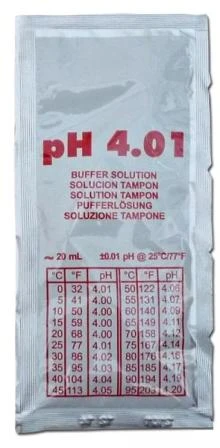 pH 4.01
BUFFER SOLUTION
SOLUCION TAMPON
SOLUTION TAMPON
PUFFERLÖSUNG
SOLUZIONE TAMPONE
~ 20 mL ±0.01 pH @ 25°C/77°F
°C °F pH °C °F pH
0 32 4.01 50 122 4.06
5 41 4.00 55 131 4.07
10 50 4.00 60 140 4.09
15 59 4.00 65 149 4.11
20 68 4.00 70 158 4.12
25 77 4.01 75 167 4.14
30 86 4.02 80 176 4.16
35 95 4.03 85 185 4.17
40 104 4.04 90 194 4.19
45 113 4.05 95 203 4.20